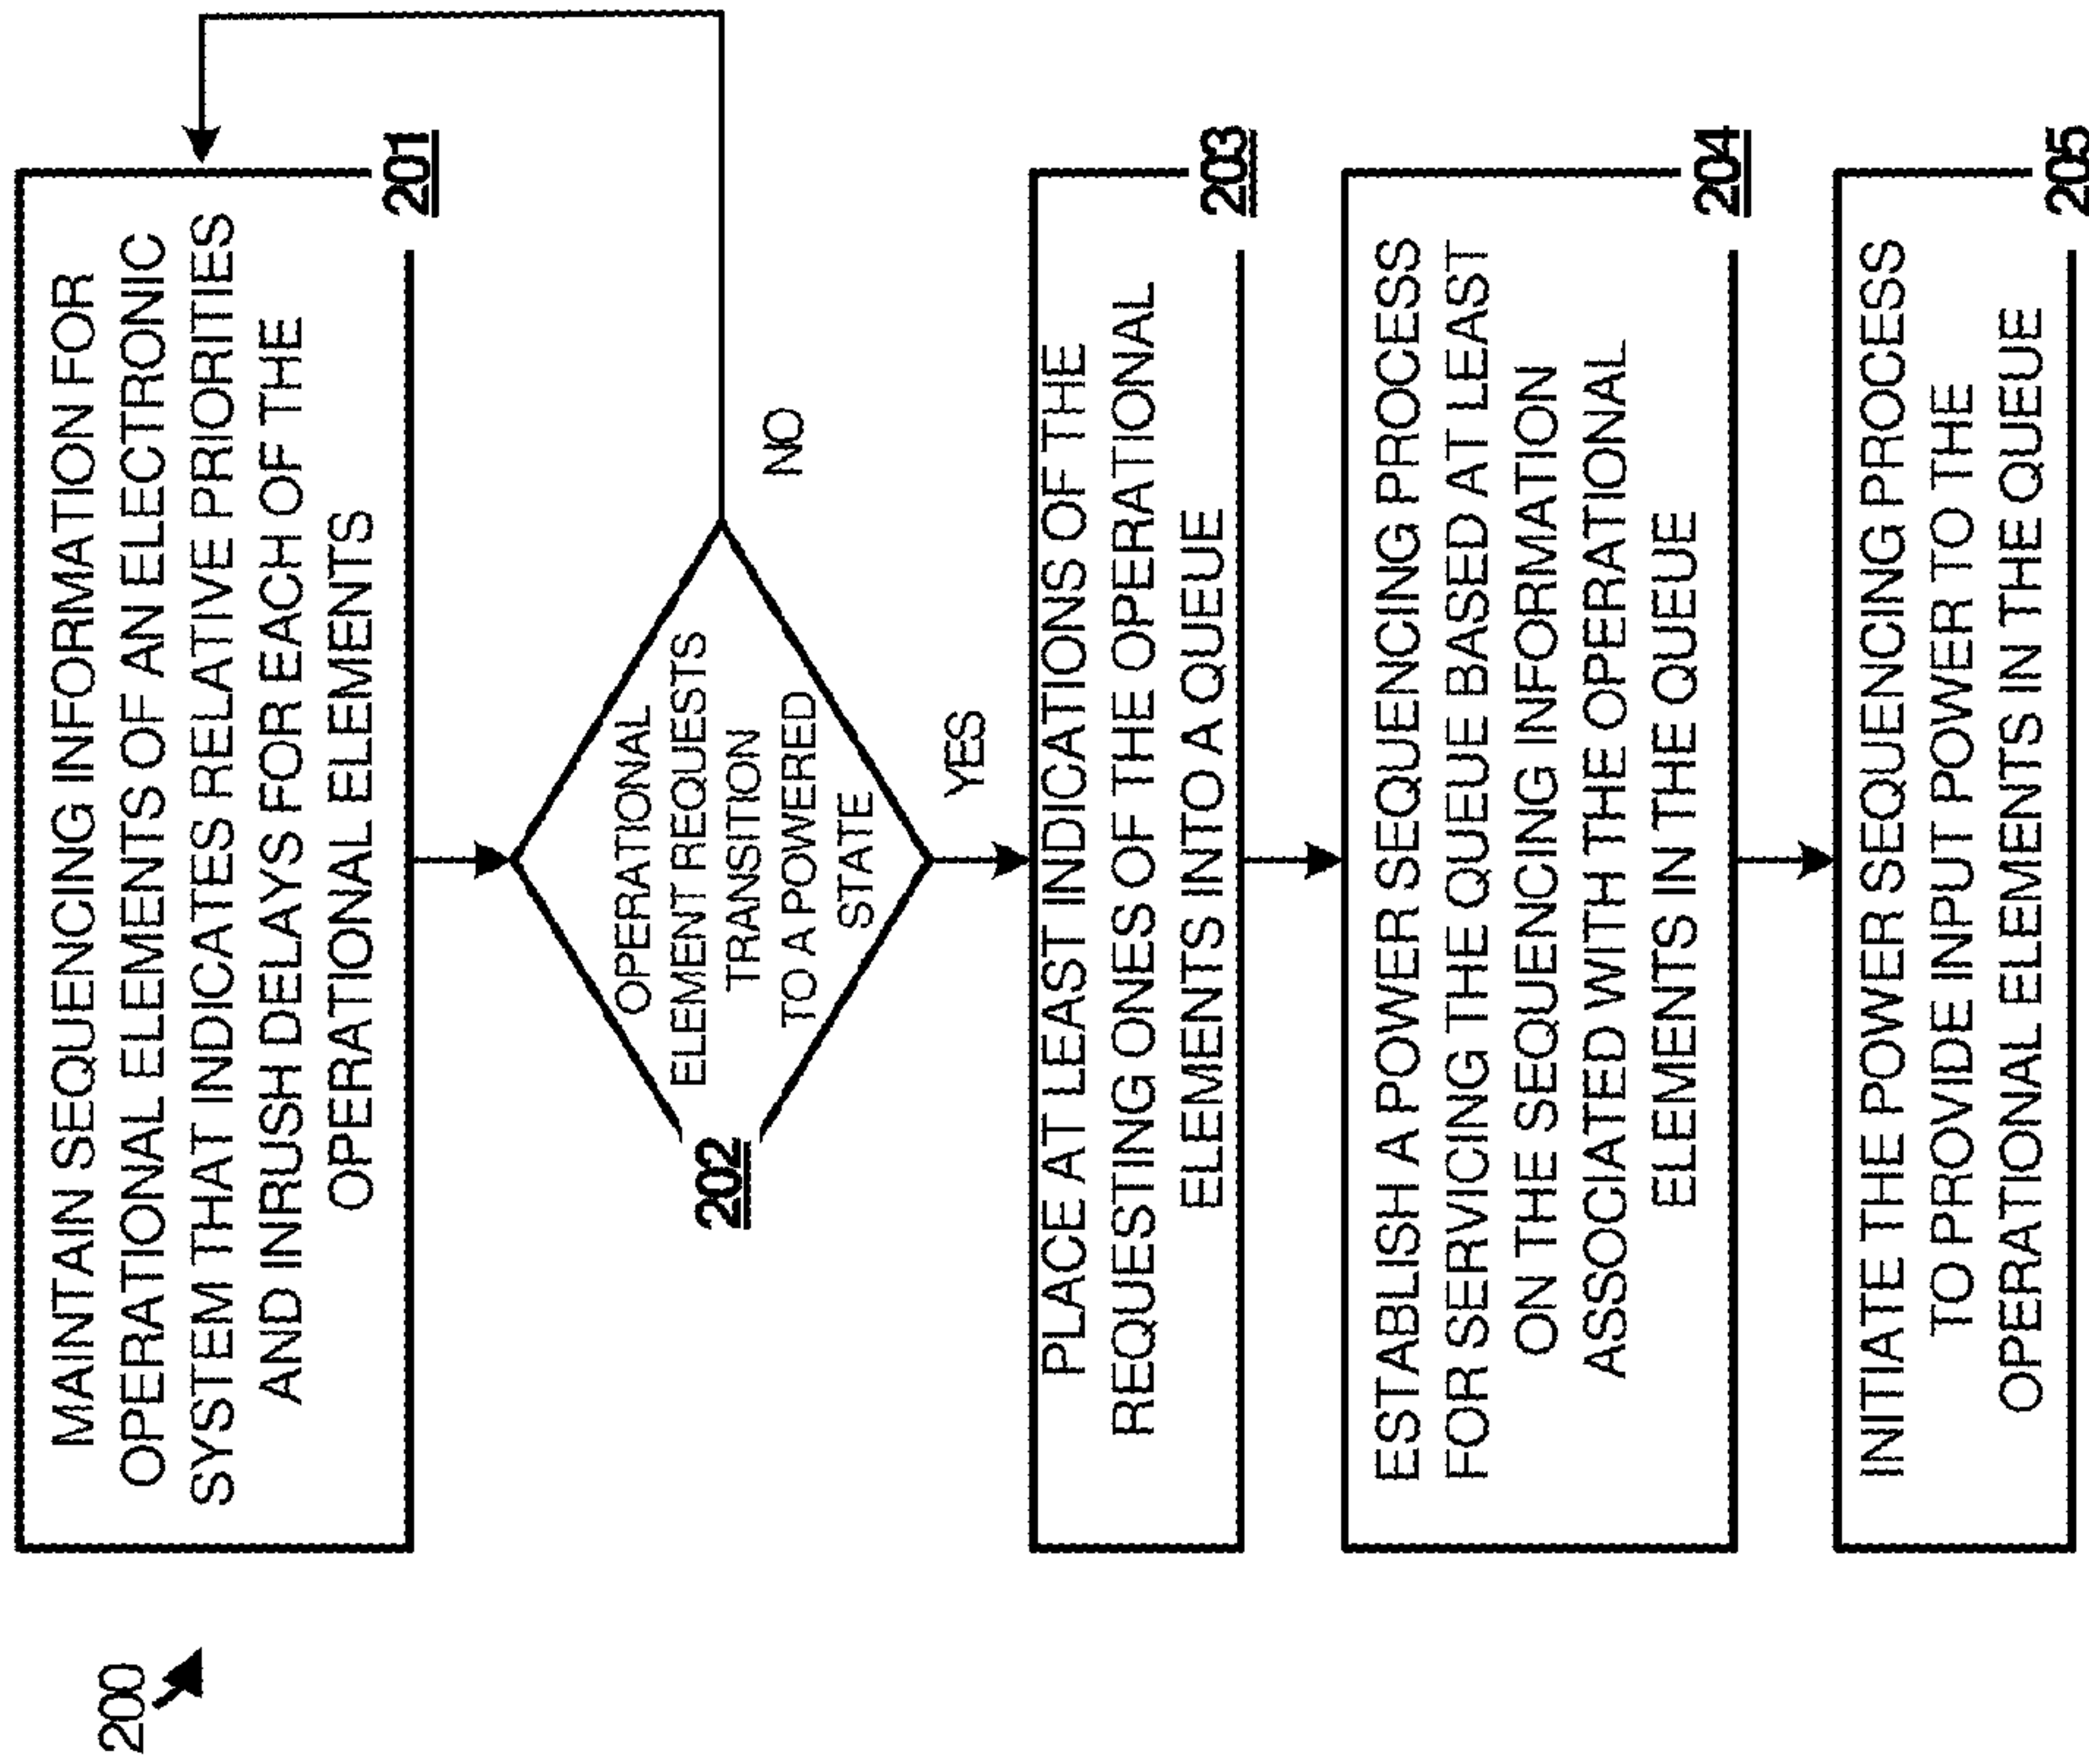 200
MAINTAIN SEQUENCING INFORMATION FOR
OPERATIONAL ELEMENTS OF AN ELECTRONIC
SYSTEM THAT INDICATES RELATIVE PRIORITIES
AND INRUSH DELAYS FOR EACH OF THE
OPERATIONAL ELEMENTS
201
OPERATIONAL
ELEMENT REQUESTS
TRANSITION
TO A POWERED
STATE
202
NO
YES
PLACE AT LEAST INDICATIONS OF THE
REQUESTING ONES OF THE OPERATIONAL
ELEMENTS INTO A QUEUE
203
ESTABLISH A POWER SEQUENCING PROCESS
FOR SERVICING THE QUEUE BASED AT LEAST
ON THE SEQUENCING INFORMATION
ASSOCIATED WITH THE OPERATIONAL
ELEMENTS IN THE QUEUE
204
INITIATE THE POWER SEQUENCING PROCESS
TO PROVIDE INPUT POWER TO THE
OPERATIONAL ELEMENTS IN THE QUEUE
205